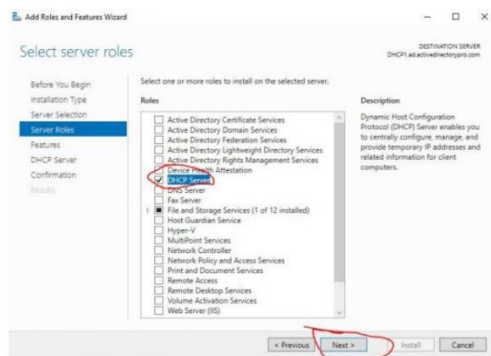 Add Roles and Features Wizard
Select server roles
DESTINATION SERVER
DHCP1.ad.activedirectorypro.com
Before You Begin
Installation Type
Server Selection
Server Roles
Features
DHCP Server
Confirmation
Results
Select one or more roles to install on the selected server.
Roles
Active Directory Certificate Services
Active Directory Domain Services
Active Directory Federation Services
Active Directory Lightweight Directory Services
Active Directory Rights Management Services
Device Health Attestation
DHCP Server
DNS Server
Fax Server
File and Storage Services (1 of 12 installed)
Host Guardian Service
Hyper-V
MultiPoint Services
Network Controller
Network Policy and Access Services
Print and Document Services
Remote Access
Remote Desktop Services
Volume Activation Services
Web Server (IIS)
Description
Dynamic Host Configuration
Protocol (DHCP) Server enables you
to centrally configure, manage, and
provide temporary IP addresses and
related information for client
computers.
< Previous
Next >
Install
Cancel